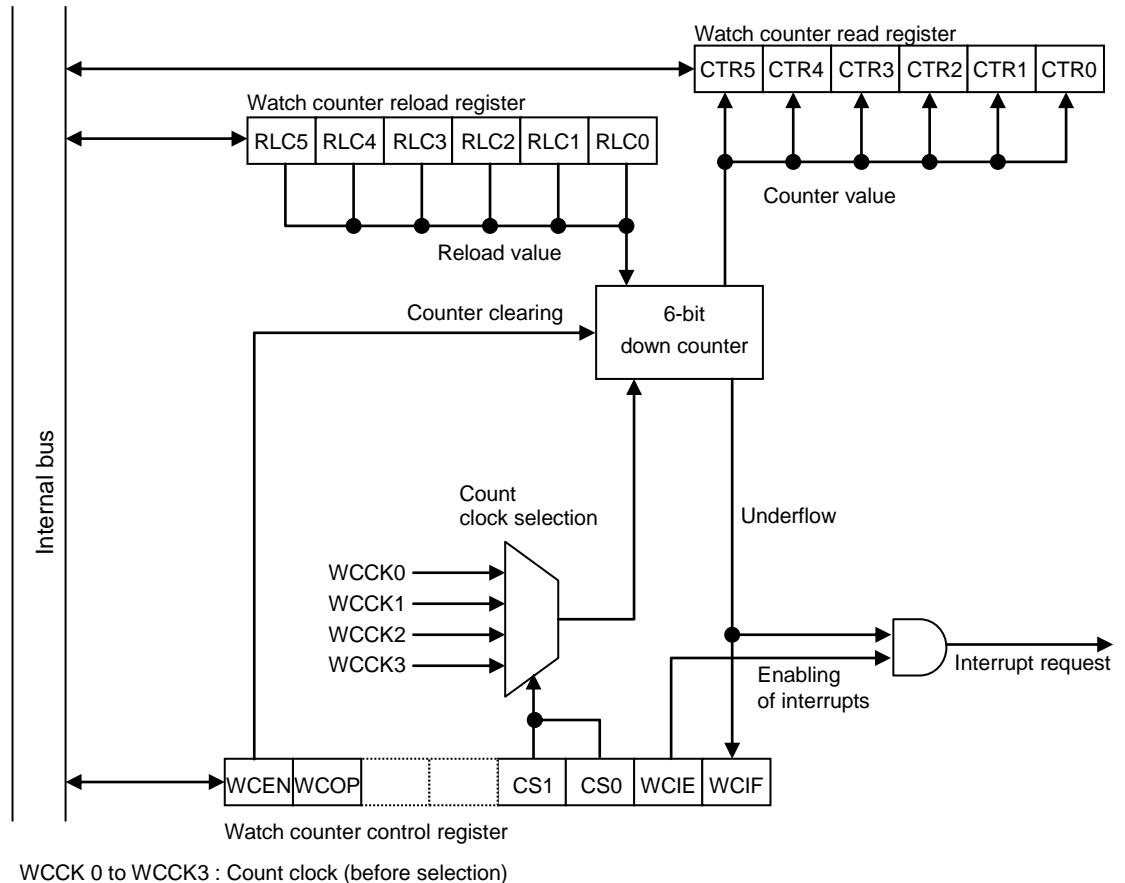 Watch counter read register
CTR5 CTR4 CTR3 CTR2 CTR1 CTR0
Watch counter reload register
RLC5 RLC4 RLC3 RLC2 RLC1 RLC0
Counter value
Reload value
Counter clearing
6-bit
down counter
Internal bus
Count
clock selection
Underflow
WCCK0
WCCK1
WCCK2
WCCK3
Enabling
of interrupts
Interrupt request
WCEN WCOP CS1 CS0 WCIE WCIF
Watch counter control register
WCCK 0 to WCCK3 : Count clock (before selection)